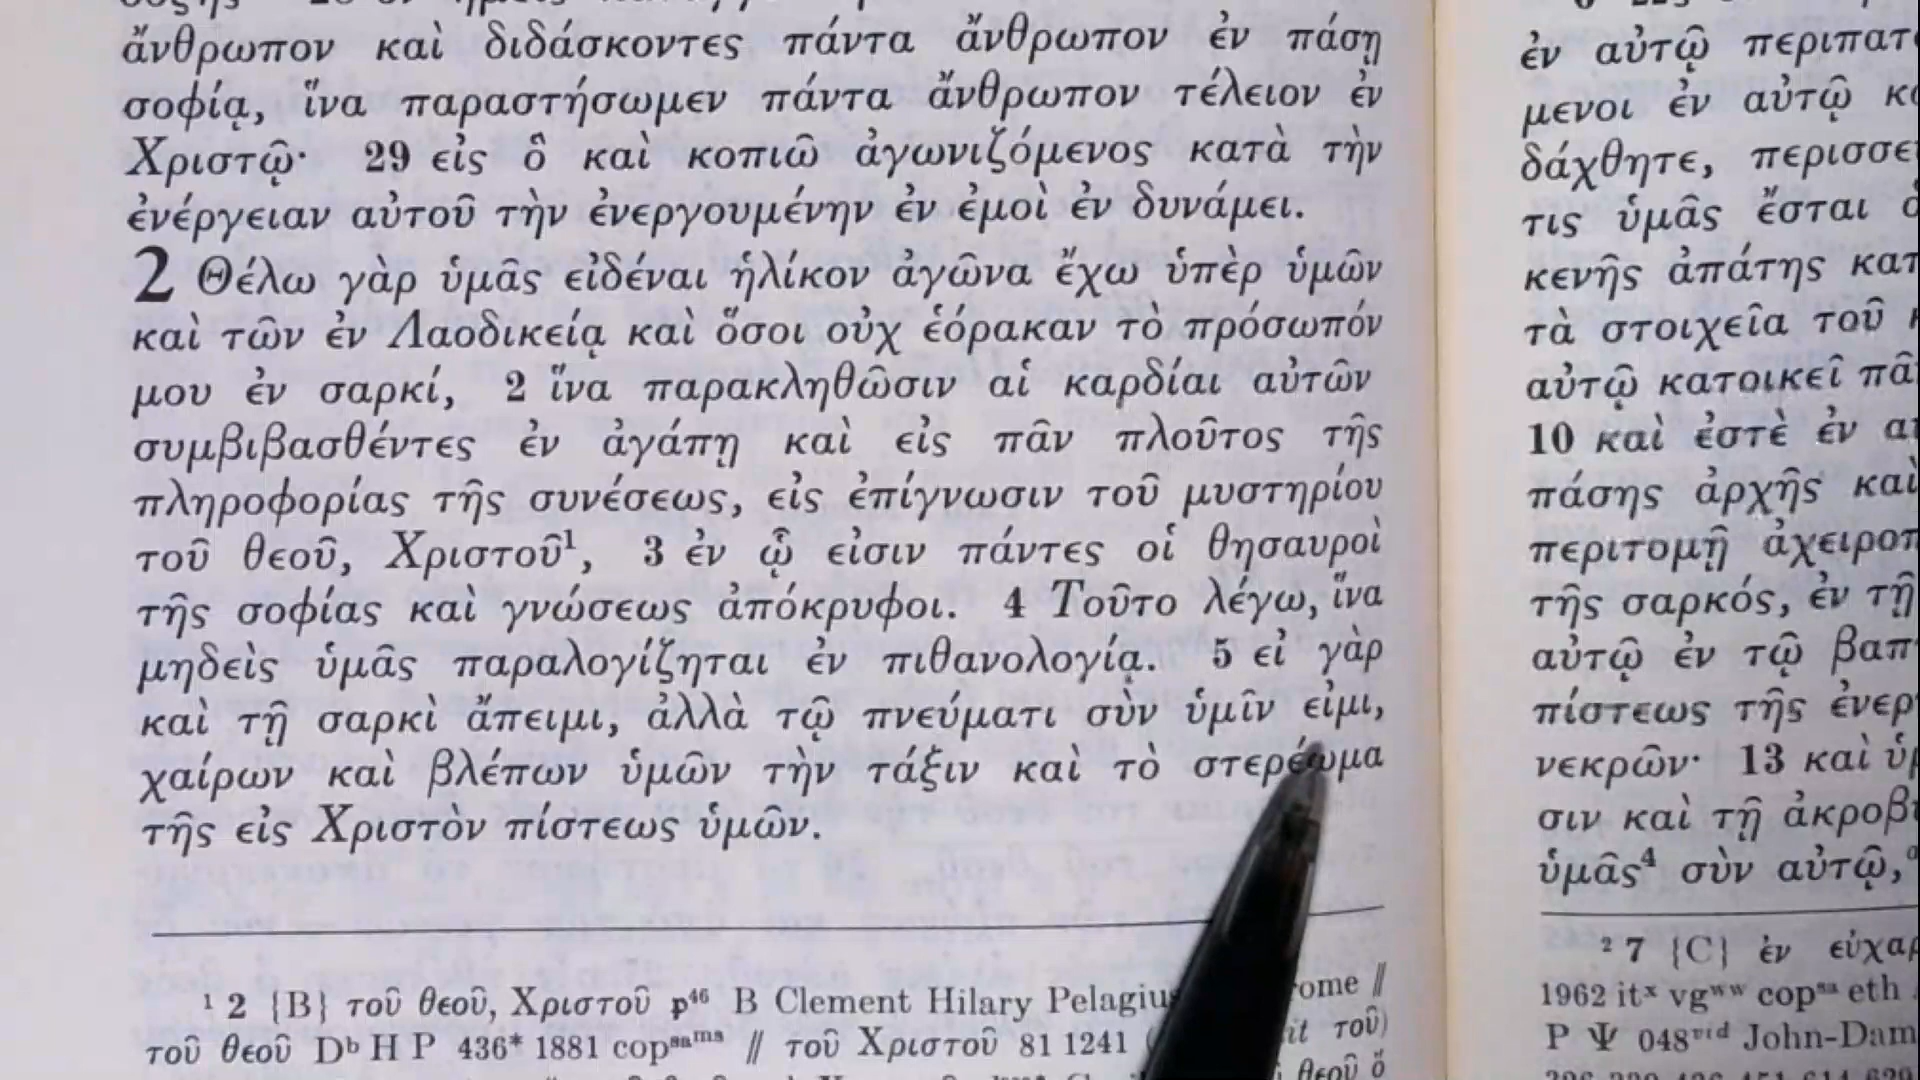 ἄνθρωπον καὶ διδάσκοντες πάντα ἄνθρωπον ἐν πάσῃ
σοφίᾳ, ἵνα παραστήσωμεν πάντα ἄνθρωπον τέλειον ἐν
Χριστῷ· 29 εἰς ὃ καὶ κοπιῶ ἀγωνιζόμενος κατὰ τὴν
ἐνέργειαν αὐτοῦ τὴν ἐνεργουμένην ἐν ἐμοὶ ἐν δυνάμει.
2 Θέλω γὰρ ὑμᾶς εἰδέναι ἡλίκον ἀγῶνα ἔχω ὑπὲρ ὑμῶν
καὶ τῶν ἐν Λαοδικείᾳ καὶ ὅσοι οὐχ ἑόρακαν τὸ πρόσωπόν
μου ἐν σαρκί, 2 ἵνα παρακληθῶσιν αἱ καρδίαι αὐτῶν
συμβιβασθέντες ἐν ἀγάπῃ καὶ εἰς πᾶν πλοῦτος τῆς
πληροφορίας τῆς συνέσεως, εἰς ἐπίγνωσιν τοῦ μυστηρίου
τοῦ θεοῦ, Χριστοῦ¹, 3 ἐν ᾧ εἰσιν πάντες οἱ θησαυροὶ
τῆς σοφίας καὶ γνώσεως ἀπόκρυφοι. 4 Τοῦτο λέγω, ἵνα
μηδεὶς ὑμᾶς παραλογίζηται ἐν πιθανολογίᾳ. 5 εἰ γὰρ
καὶ τῇ σαρκὶ ἄπειμι, ἀλλὰ τῷ πνεύματι σὺν ὑμῖν εἰμι,
χαίρων καὶ βλέπων ὑμῶν τὴν τάξιν καὶ τὸ στερέωμα
τῆς εἰς Χριστὸν πίστεως ὑμῶν.
¹ 2 {B} τοῦ θεοῦ, Χριστοῦ p⁴⁶ B Clement Hilary Pelagiu ome //
τοῦ θεοῦ Dᵇ H P 436* 1881 copˢᵃᵐˢ // τοῦ Χριστοῦ 81 1241 it τοῦ)
θεοῦ ὅ
ἐν αὐτῷ περιπατ
μενοι ἐν αὐτῷ κ
δάχθητε, περισσε
τις ὑμᾶς ἔσται
κενῆς ἀπάτης κατ
τὰ στοιχεῖα τοῦ
αὐτῷ κατοικεῖ πᾶ
10 καὶ ἐστὲ ἐν
πάσης ἀρχῆς καὶ
περιτομῇ ἀχειροπ
τῆς σαρκός, ἐν τῇ
αὐτῷ ἐν τῷ βαπ
πίστεως τῆς ἐνερ
νεκρῶν· 13 καὶ ὑ
σιν καὶ τῇ ἀκροβ
ὑμᾶς⁴ σὺν αὐτῷ,
² 7 {C} ἐν εὐχα
1962 itˣ vgʷʷ copˢᵃ eth
P Ψ 048ᵛⁱᵈ John-Dam